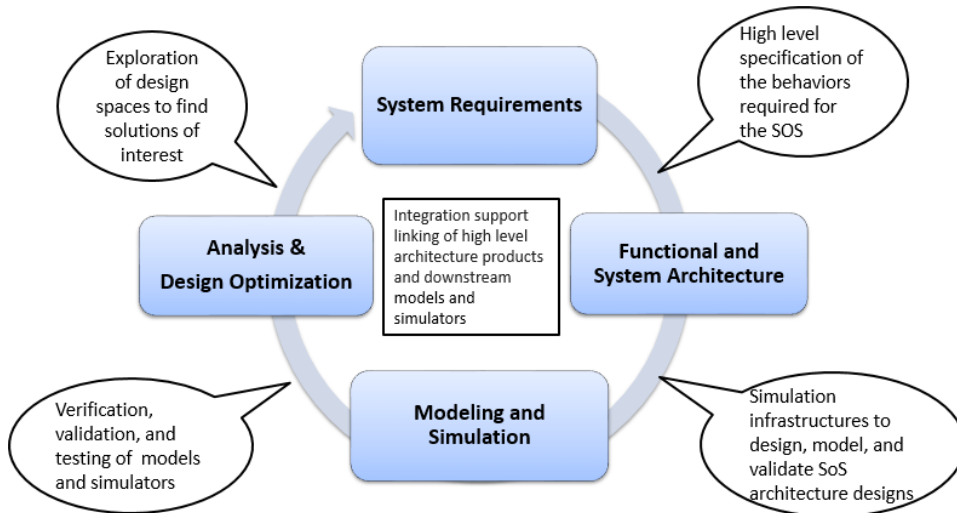 Exploration
of design
spaces to find
solutions of
interest
System Requirements
High level
specification of
the behaviors
required for
the SOS
Analysis &
Design Optimization
Integration support
linking of high level
architecture products
and downstream
models and
simulators
Functional and
System Architecture
Verification,
validation, and
testing of models
and simulators
Modeling and
Simulation
Simulation
infrastructures to
design, model, and
validate SoS
architecture designs